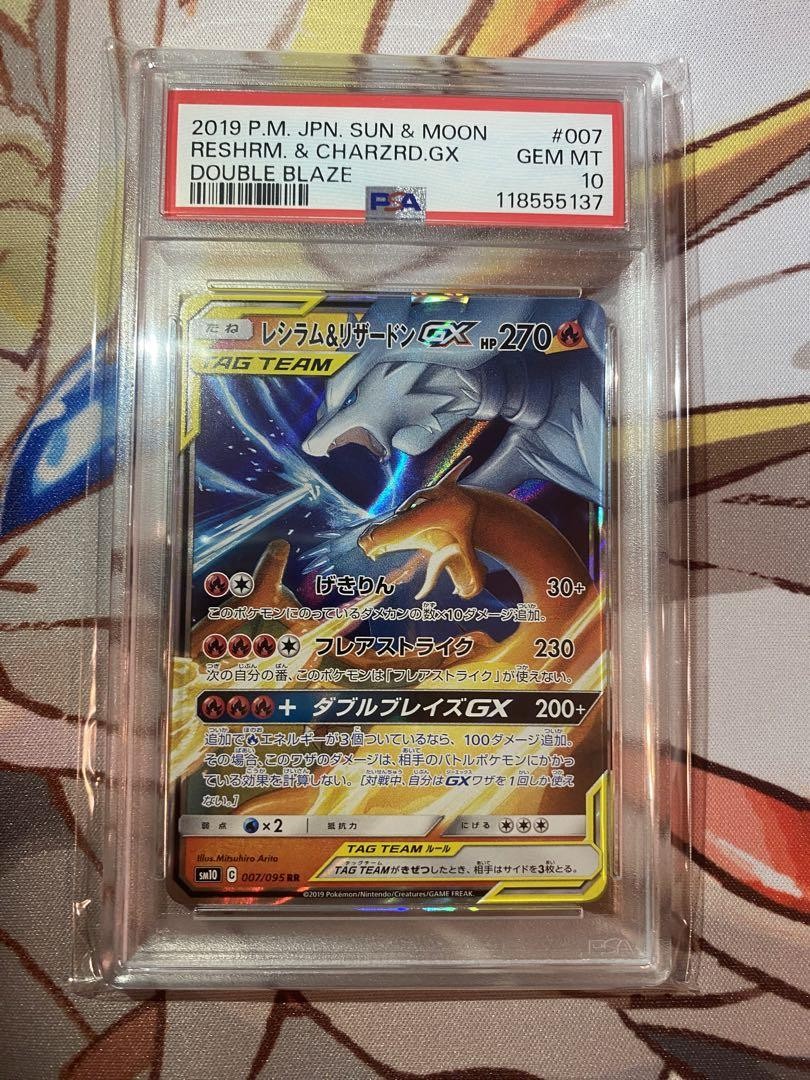 2019 P.M. JPN. SUN & MOON #007
RESHRM. & CHARZRD.GX GEM MT
DOUBLE BLAZE 10
PSA 118555137
たね レシラム&リザードンGX HP270
TAG TEAM
げきりん 30+
このポケモンにのっているダメカンの数×10ダメージ追加。
フレアストライク 230
次の自分の番、このポケモンは「フレアストライク」が使えない。
+ ダブルブレイズGX 200+
追加でエネルギーが3個ついているなら、100ダメージ追加。
その場合、このワザのダメージは、相手のバトルポケモンにかかっ
ている効果を計算しない。[対戦中、自分はGXワザを1回しか使え
ない。]
弱点 ×2 抵抗力 にげる
Illus.Mitsuhiro Arita TAG TEAM ルール
TAG TEAMがきぜつしたとき、相手はサイドを3枚とる。
SM10 C 007/095 RR
©2019 Pokémon/Nintendo/Creatures/GAME FREAK.
PSA